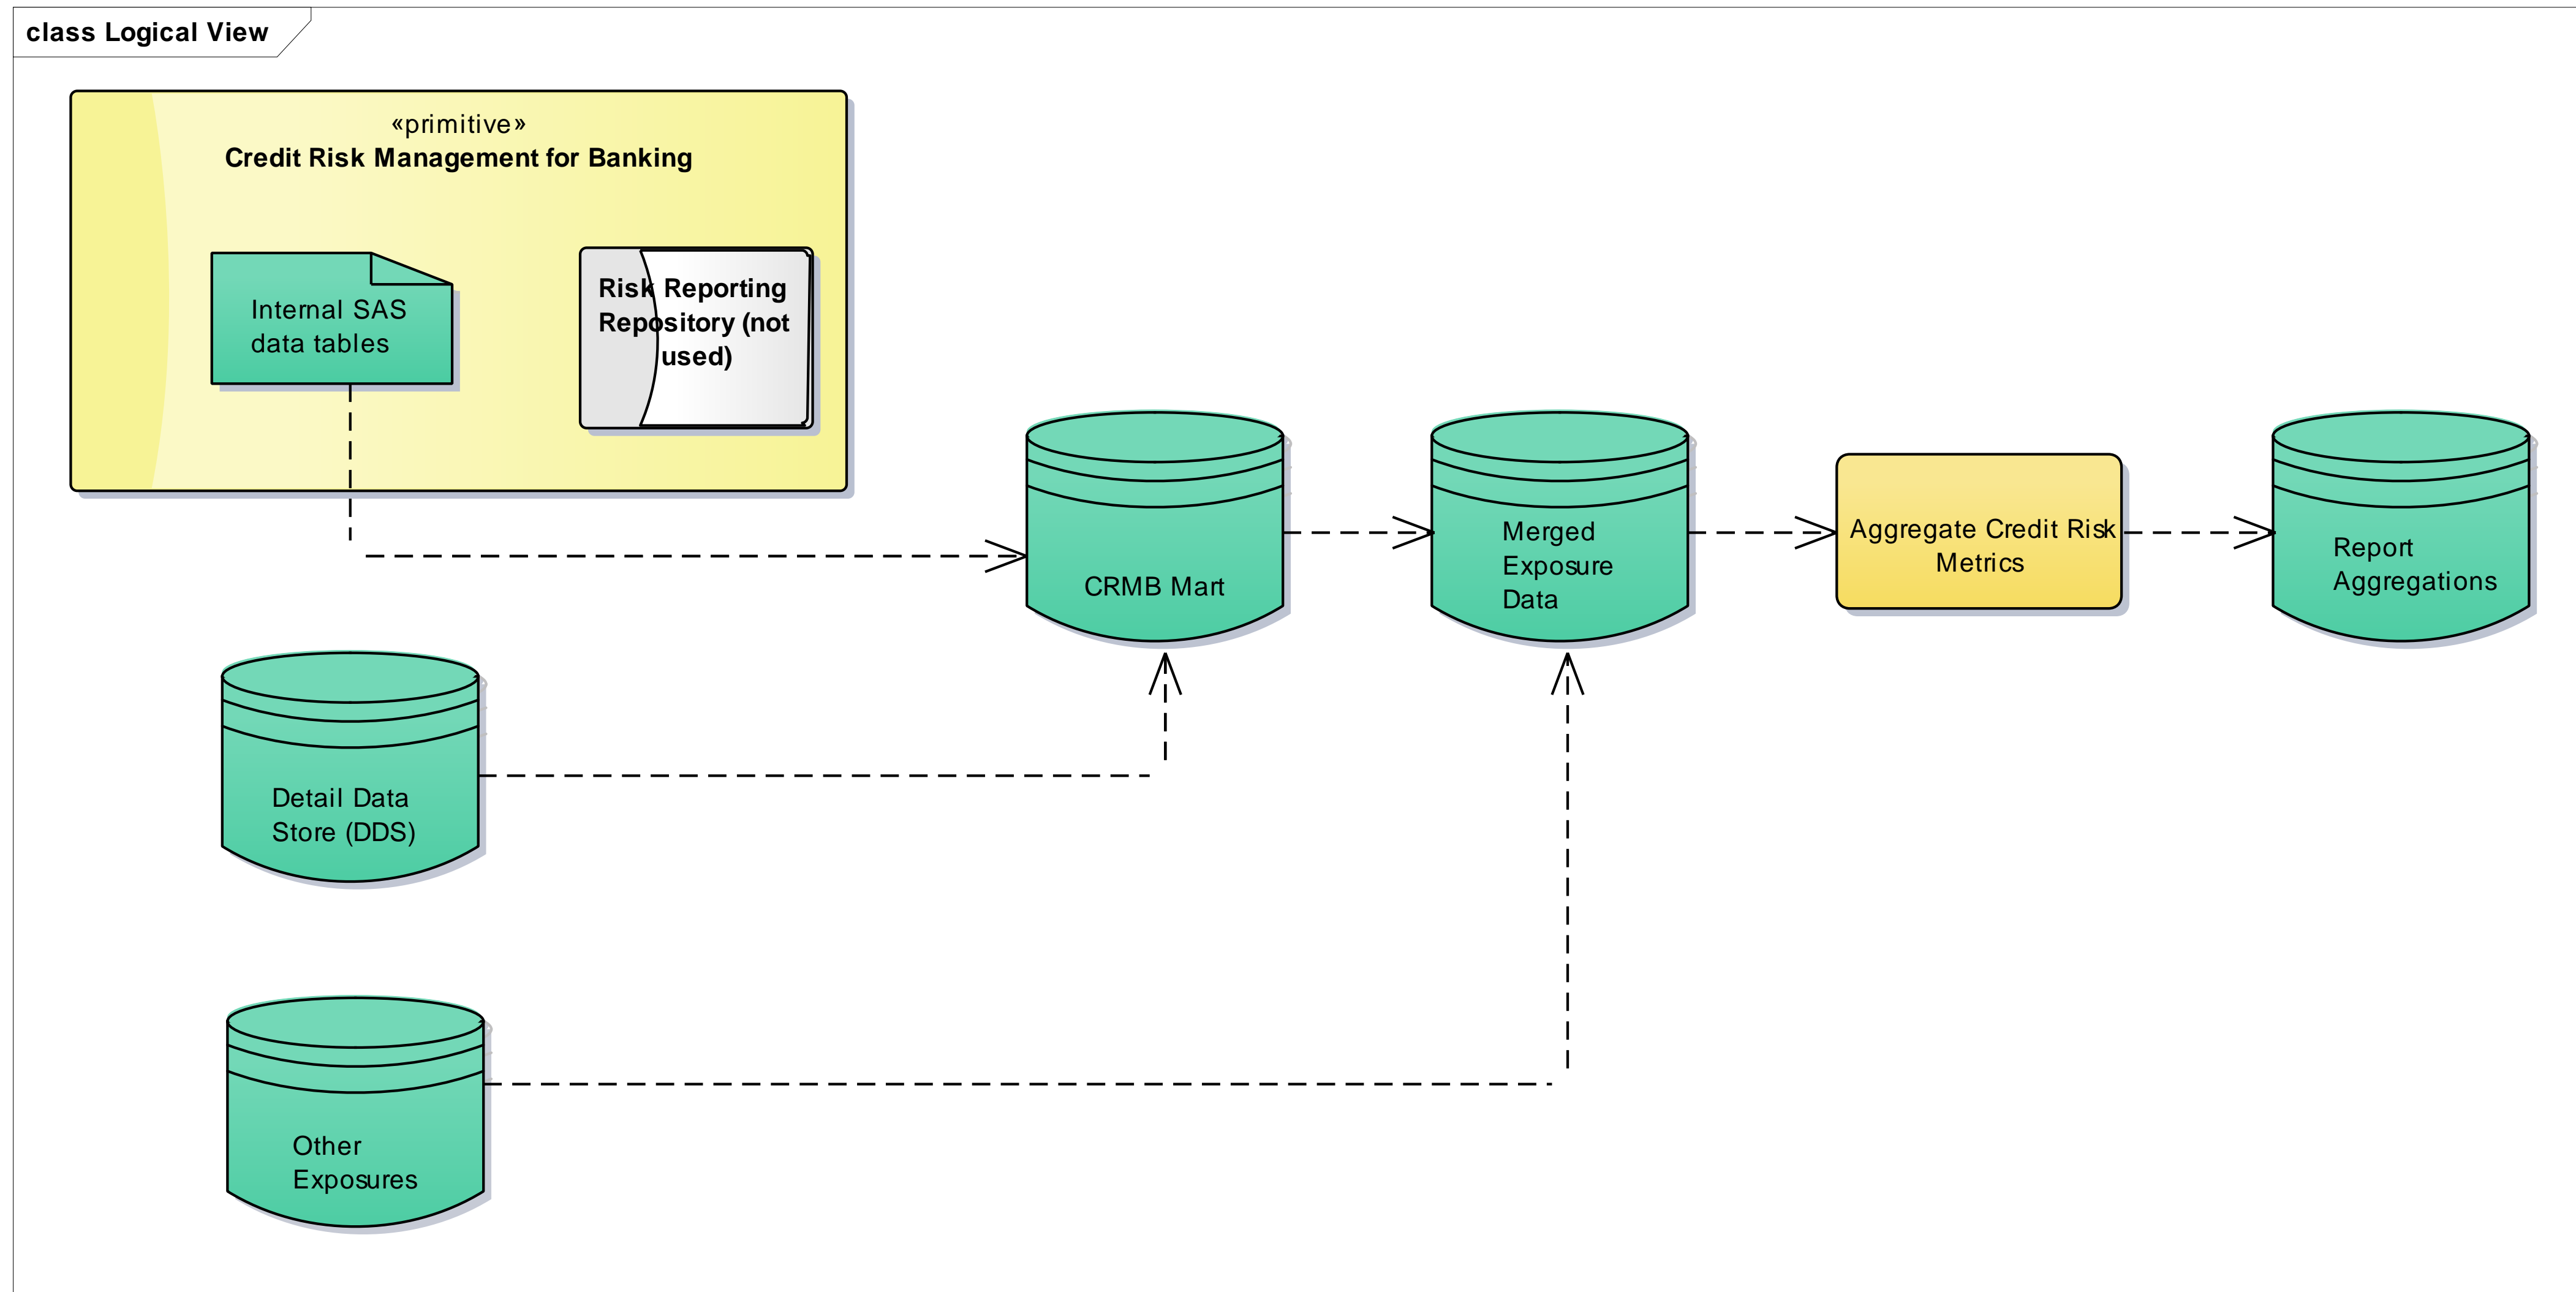 class Logical View
«primitive»
Credit Risk Management for Banking
Internal SAS
data tables
Risk Reporting
Repository (not
used)
CRMB Mart
Merged
Exposure
Data
Aggregate Credit Risk
Metrics
Report
Aggregations
Detail Data
Store (DDS)
Other
Exposures